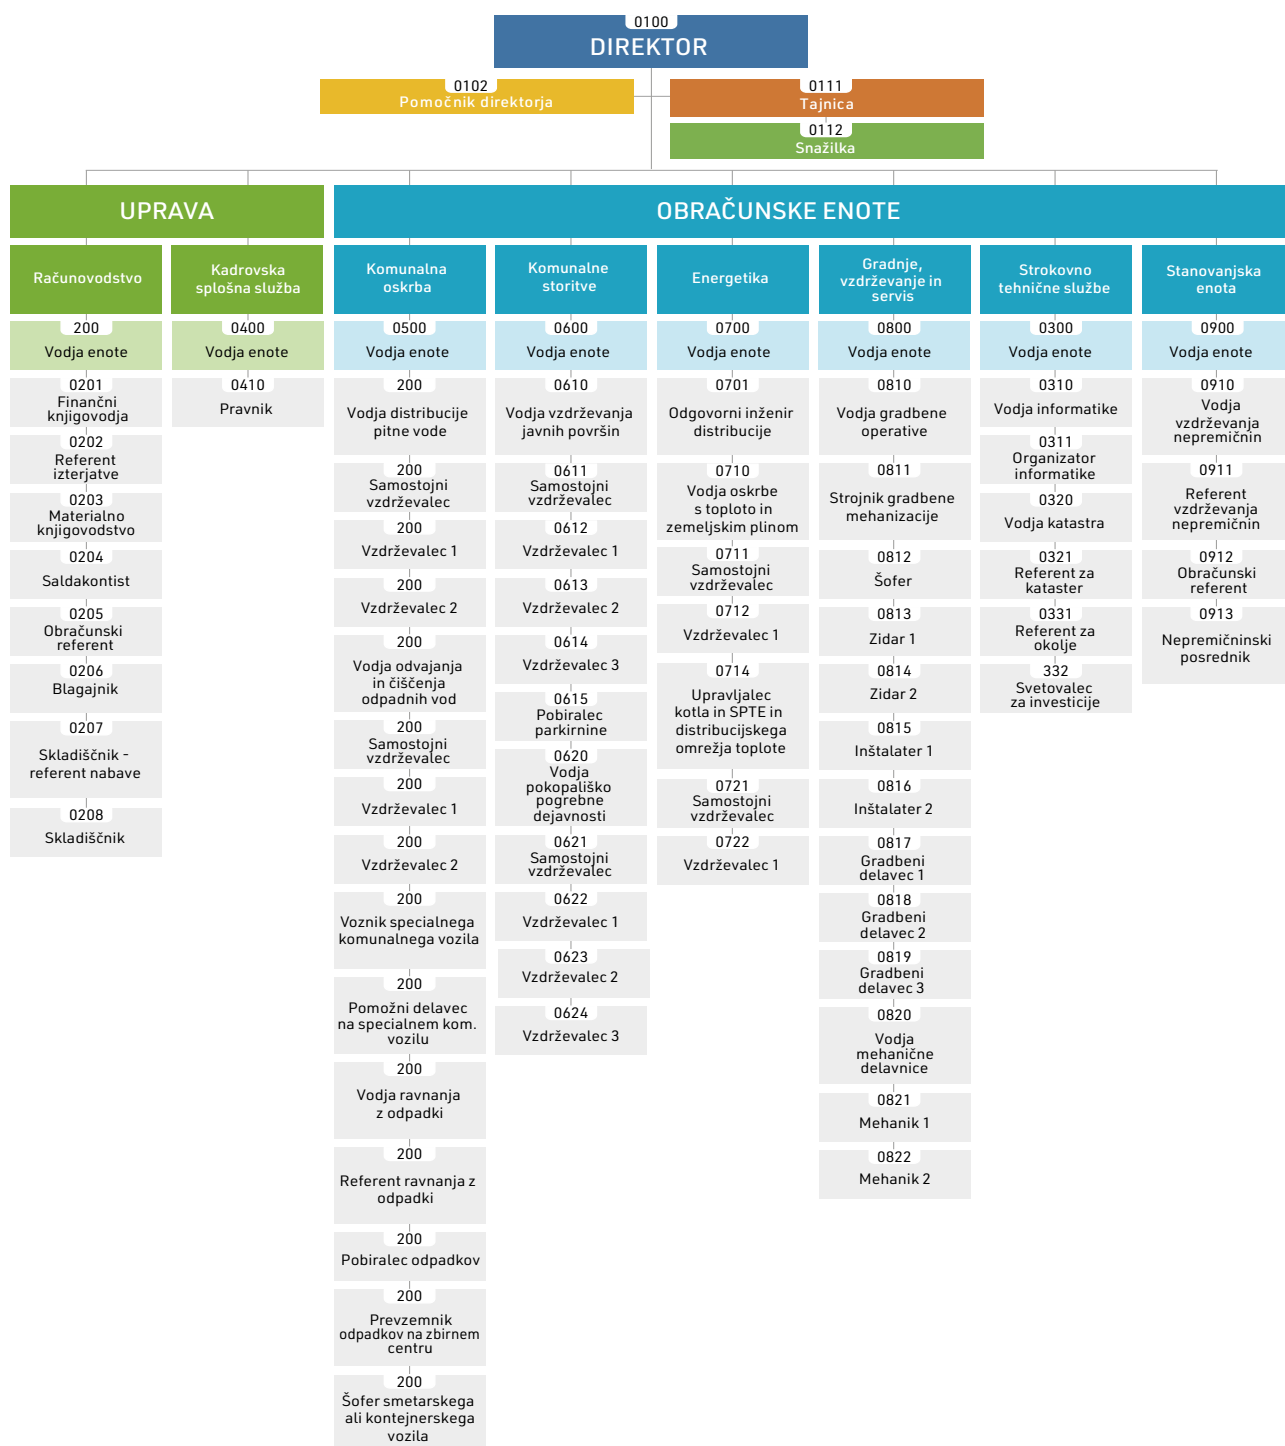 0100
DIREKTOR
0102
Pomočnik direktorja
0111
Tajnica
0112
Snažilka
UPRAVA
OBRAČUNSKE ENOTE
Računovodstvo
200
Vodja enote
0201
Finančni
knjigovodja
0202
Referent
izterjatve
0203
Materialno
knjigovodstvo
0204
Saldakontist
0205
Obračunski
referent
0206
Blagajnik
0207
Skladiščnik -
referent nabave
0208
Skladiščnik
Kadrovska
splošna služba
0400
Vodja enote
0410
Pravnik
Komunalna
oskrba
0500
Vodja enote
200
Vodja distribucije
pitne vode
200
Samostojni
vzdrževalec
200
Vzdrževalec 1
200
Vzdrževalec 2
200
Vodja odvajanja
in čiščenja
odpadnih vod
200
Samostojni
vzdrževalec
200
Vzdrževalec 1
200
Vzdrževalec 2
200
Voznik specialnega
komunalnega vozila
200
Pomožni delavec
na specialnem kom.
vozilu
200
Vodja ravnanja
z odpadki
200
Referent ravnanja z
odpadki
200
Pobiralec odpadkov
200
Prevzemnik
odpadkov na zbirnem
centru
200
Šofer smetarskega
ali kontejnerskega
vozila
Komunalne
storitve
0600
Vodja enote
0610
Vodja vzdrževanja
javnih površin
0611
Samostojni
vzdrževalec
0612
Vzdrževalec 1
0613
Vzdrževalec 2
0614
Vzdrževalec 3
0615
Pobiralec
parkirnine
0620
Vodja
pokopališko
pogrebne
dejavnosti
0621
Samostojni
vzdrževalec
0622
Vzdrževalec 1
0623
Vzdrževalec 2
0624
Vzdrževalec 3
Energetika
0700
Vodja enote
0701
Odgovorni inženir
distribucije
0710
Vodja oskrbe
s toploto in
zemeljskim plinom
0711
Samostojni
vzdrževalec
0712
Vzdrževalec 1
0714
Upravljalec
kotla in SPTE in
distribucijskega
omrežja toplote
0721
Samostojni
vzdrževalec
0722
Vzdrževalec 1
Gradnje,
vzdrževanje in
servis
0800
Vodja enote
0810
Vodja gradbene
operative
0811
Strojnik gradbene
mehanizacije
0812
Šofer
0813
Zidar 1
0814
Zidar 2
0815
Inštalater 1
0816
Inštalater 2
0817
Gradbeni
delavec 1
0818
Gradbeni
delavec 2
0819
Gradbeni
delavec 3
0820
Vodja
mehanične
delavnice
0821
Mehanik 1
0822
Mehanik 2
Strokovno
tehnične službe
0300
Vodja enote
0310
Vodja informatike
0311
Organizator
informatike
0320
Vodja katastra
0321
Referent za
kataster
0331
Referent za
okolje
332
Svetovalec
za investicije
Stanovanjska
enota
0900
Vodja enote
0910
Vodja
vzdrževanja
nepremičnin
0911
Referent
vzdrževanja
nepremičnin
0912
Obračunski
referent
0913
Nepremičninski
posrednik